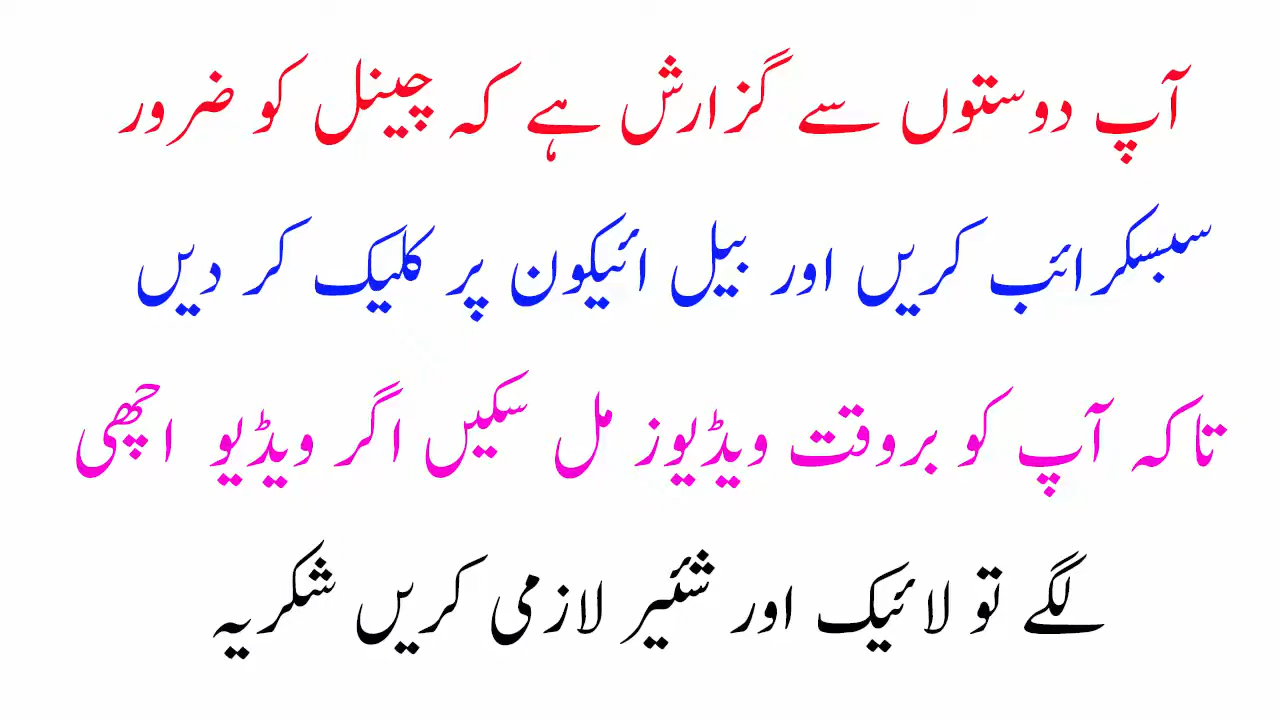 آپ دوستوں سے گزارش ہے کہ چینل کو ضرور
سبسکرائب کریں اور بیل ائیکون پر کلیک کر دیں
تاکہ آپ کو بروقت ویڈیوز مل سکیں اگر ویڈیو اچھی
لگے تو لائیک اور شئیر لازمی کریں شکریہ